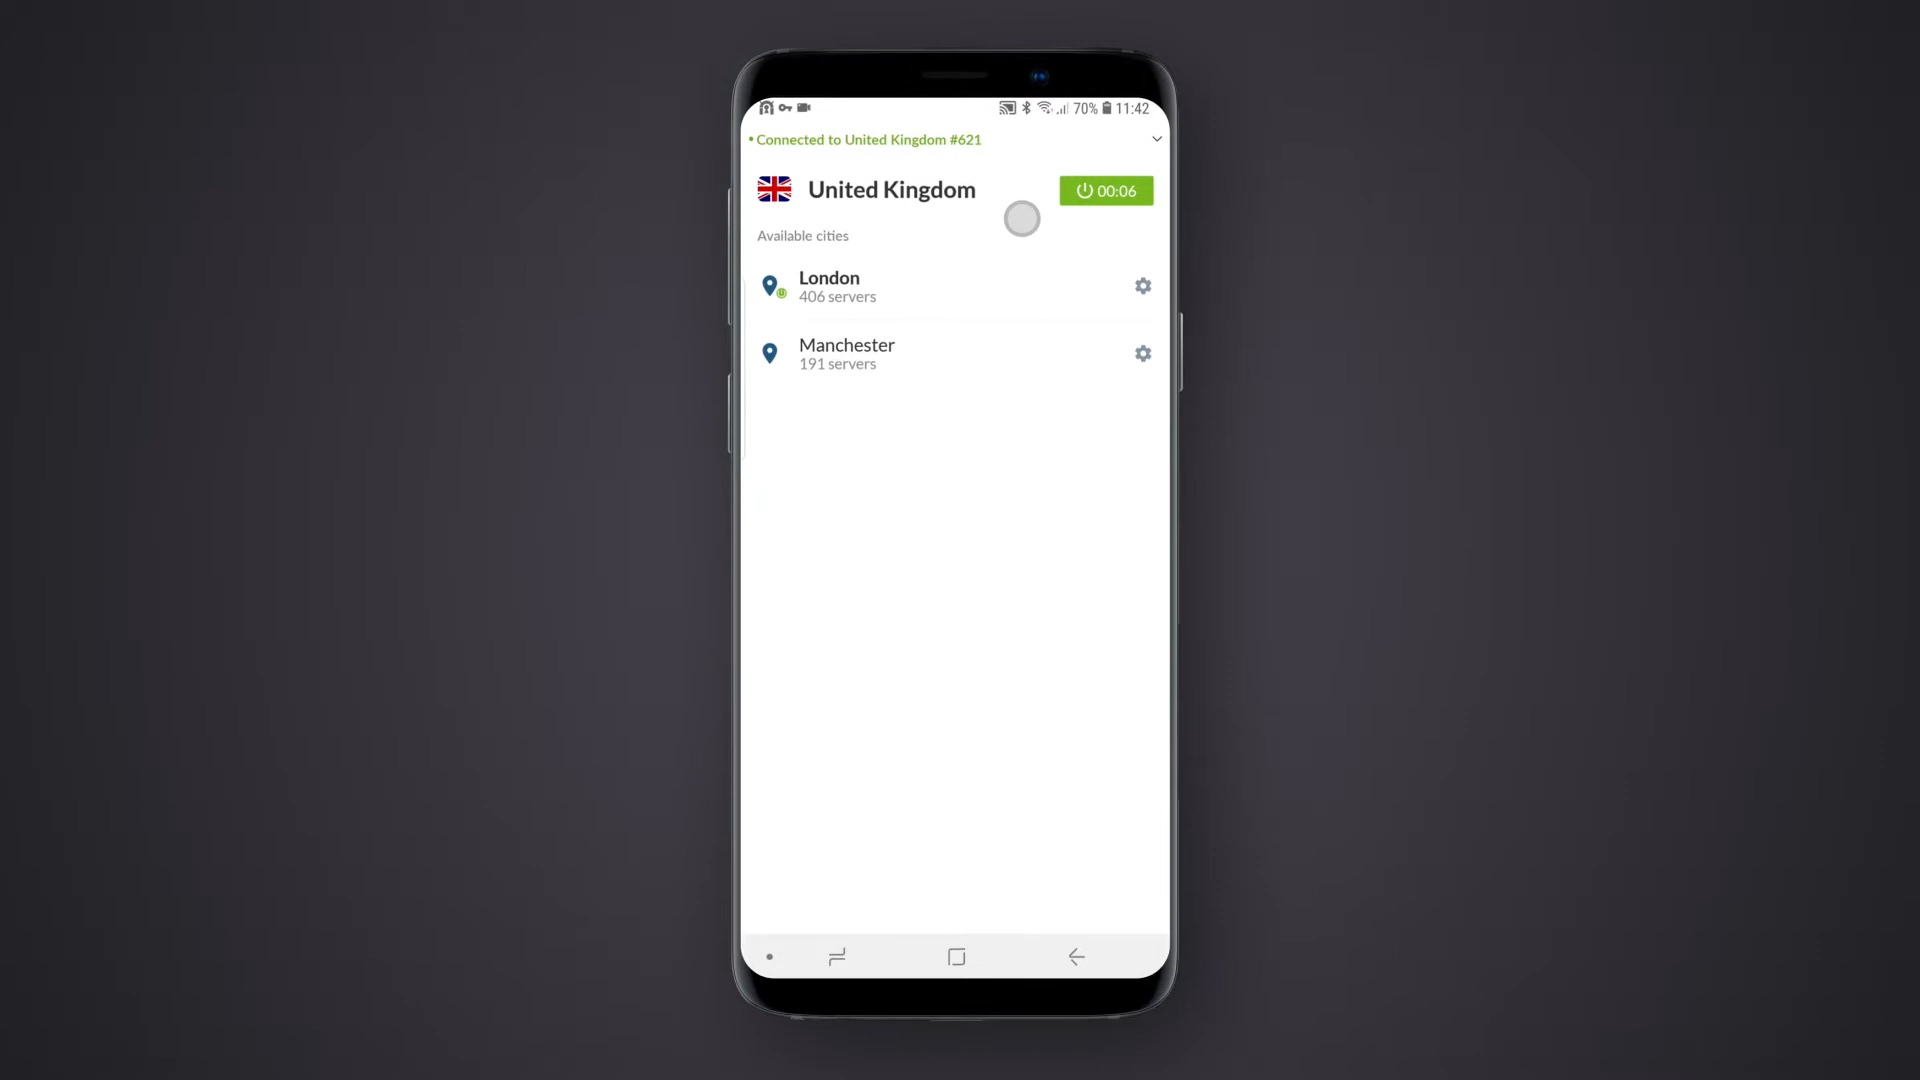 70% 11:42
Connected to United Kingdom #621
United Kingdom
00:06
Available cities
London
406 servers
Manchester
191 servers